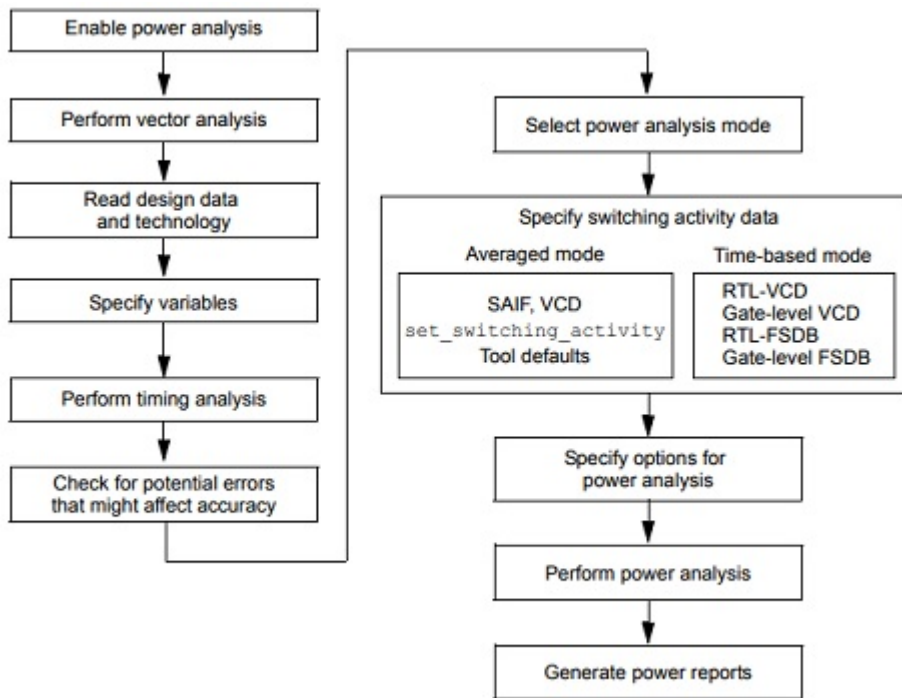 Enable power analysis
Perform vector analysis
Read design data
and technology
Specify variables
Perform timing analysis
Check for potential errors
that might affect accuracy
Select power analysis mode
Specify switching activity data
Averaged mode
SAIF, VCD
set_switching_activity
Tool defaults
Time-based mode
RTL-VCD
Gate-level VCD
RTL-FSDB
Gate-level FSDB
Specify options for
power analysis
Perform power analysis
Generate power reports